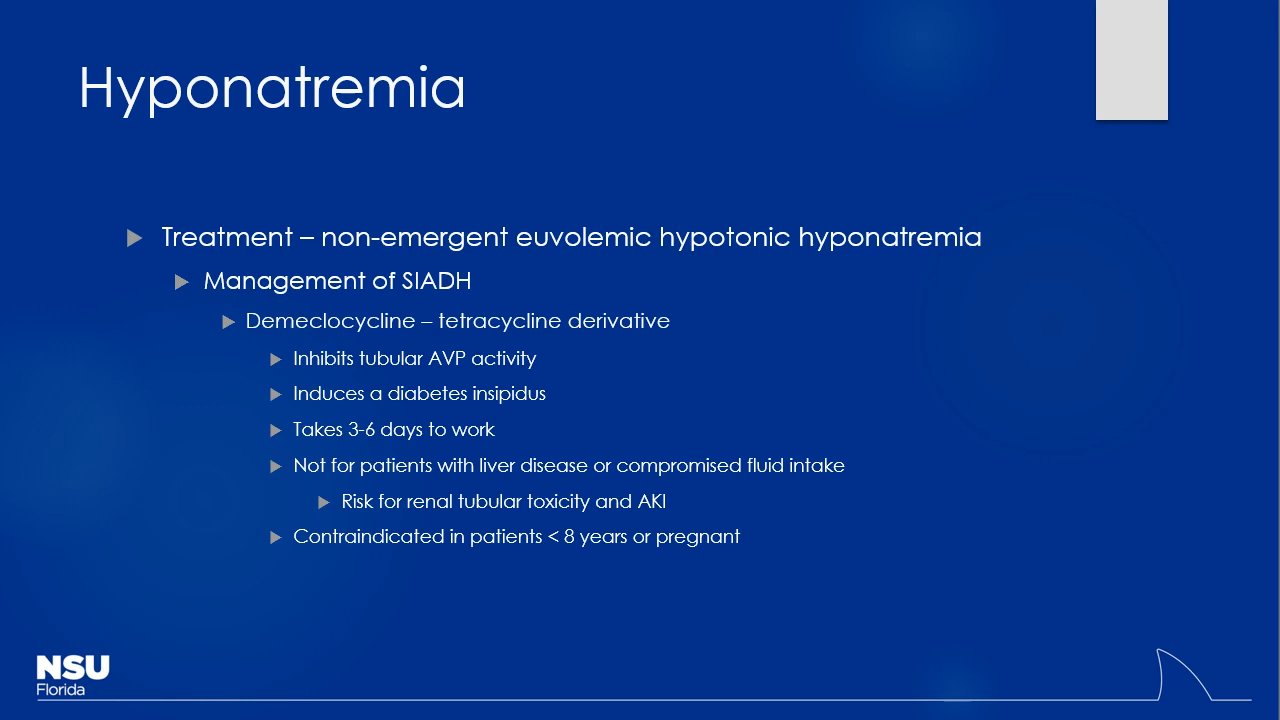 Hyponatremia
Treatment – non-emergent euvolemic hypotonic hyponatremia
Management of SIADH
Demeclocycline – tetracycline derivative
Inhibits tubular AVP activity
Induces a diabetes insipidus
Takes 3-6 days to work
Not for patients with liver disease or compromised fluid intake
Risk for renal tubular toxicity and AKI
Contraindicated in patients < 8 years or pregnant
NSU
Florida